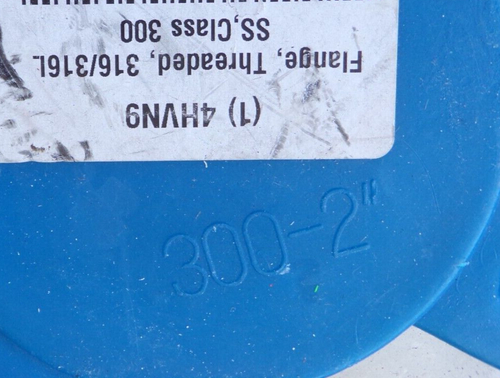 (1) 4HVN9
Flange, Threaded, 316/316L
SS,Class 300
300-2"